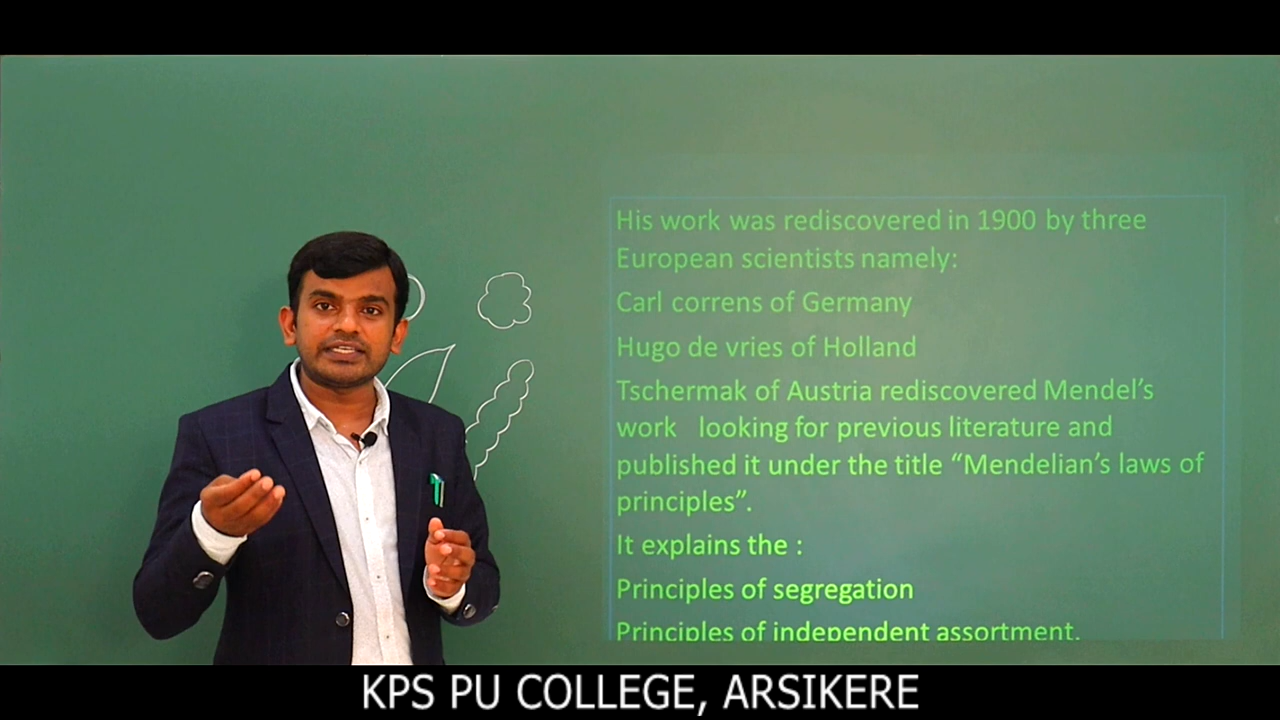 His work was rediscovered in 1900 by three
European scientists namely:
Carl correns of Germany
Hugo de vries of Holland
Tschermak of Austria rediscovered Mendel's
work looking for previous literature and
published it under the title “Mendelian's laws of
principles”.
It explains the :
Principles of segregation
Principles of independent assortment.
KPS PU COLLEGE, ARSIKERE